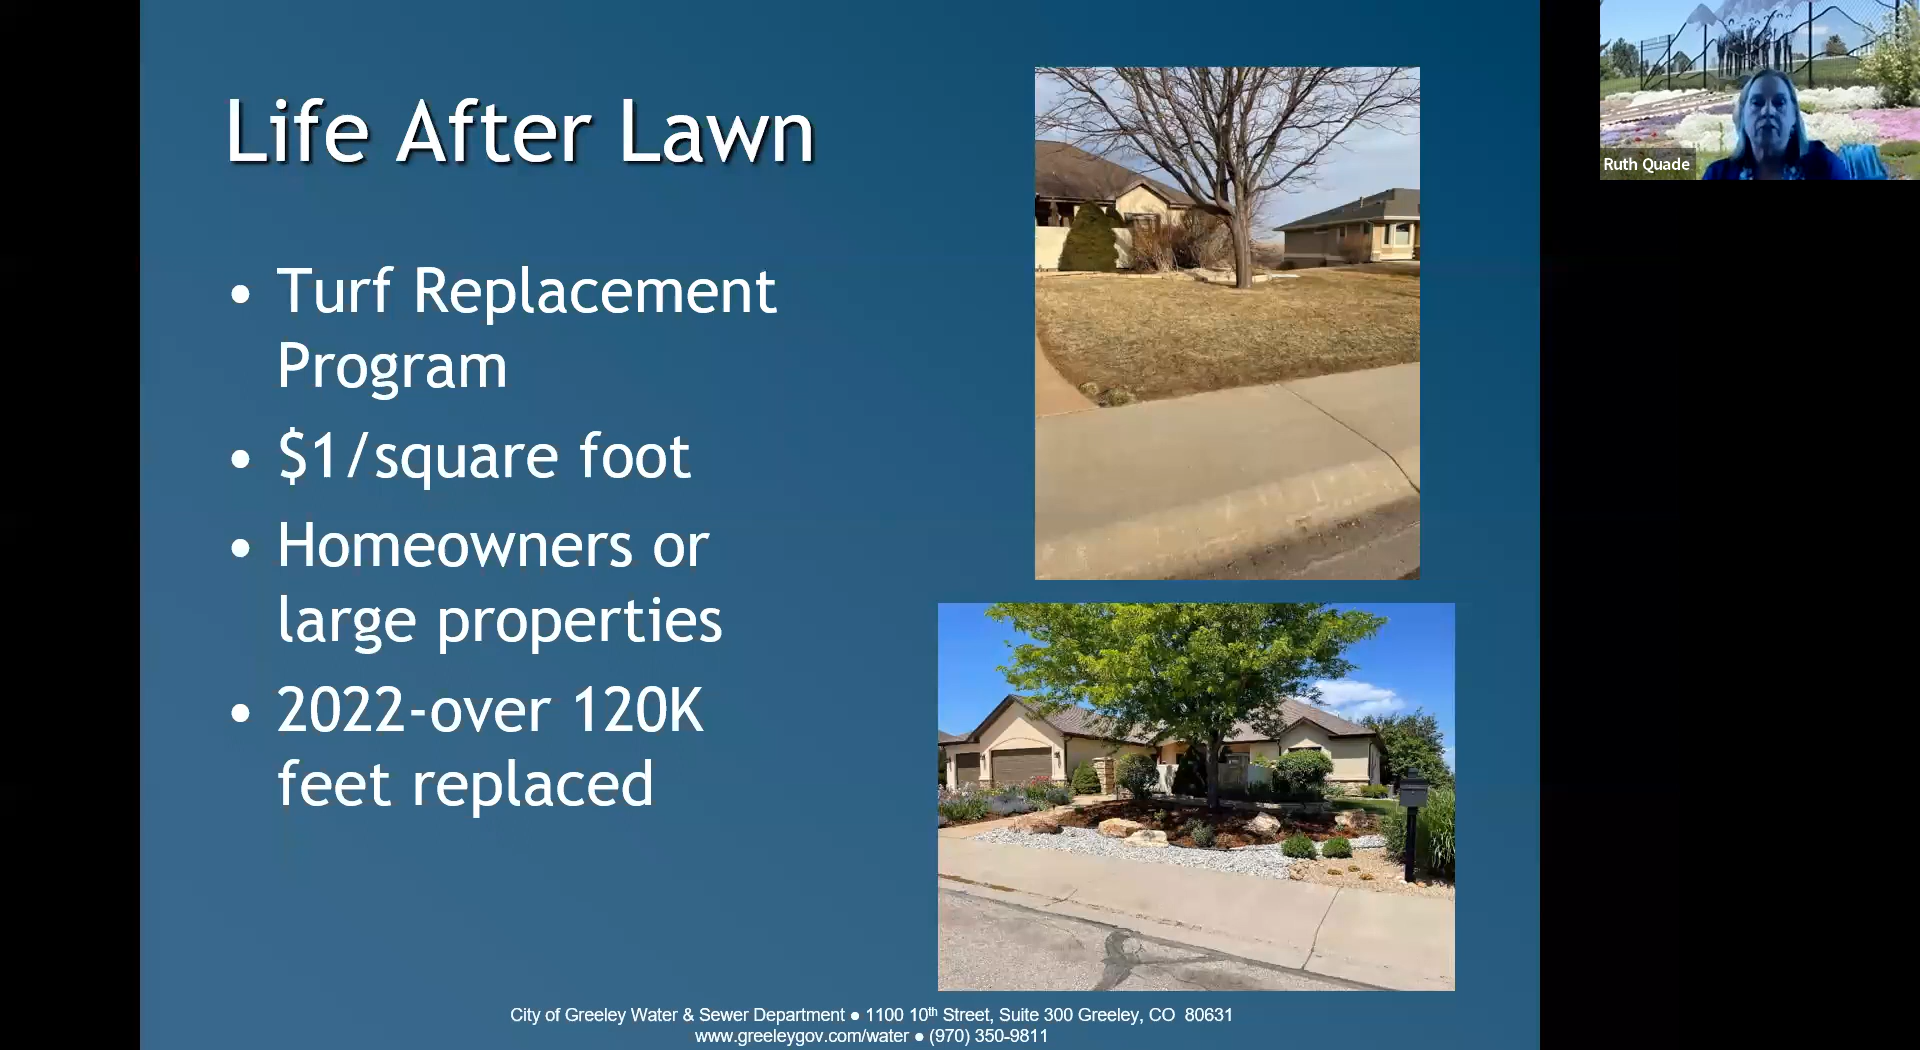 Life After Lawn
• Turf Replacement
Program
• $1/square foot
• Homeowners or
large properties
• 2022-over 120K
feet replaced
City of Greeley Water & Sewer Department ● 1100 10th Street, Suite 300 Greeley, CO 80631
www.greeleygov.com/water ● (970) 350-9811
Ruth Quade